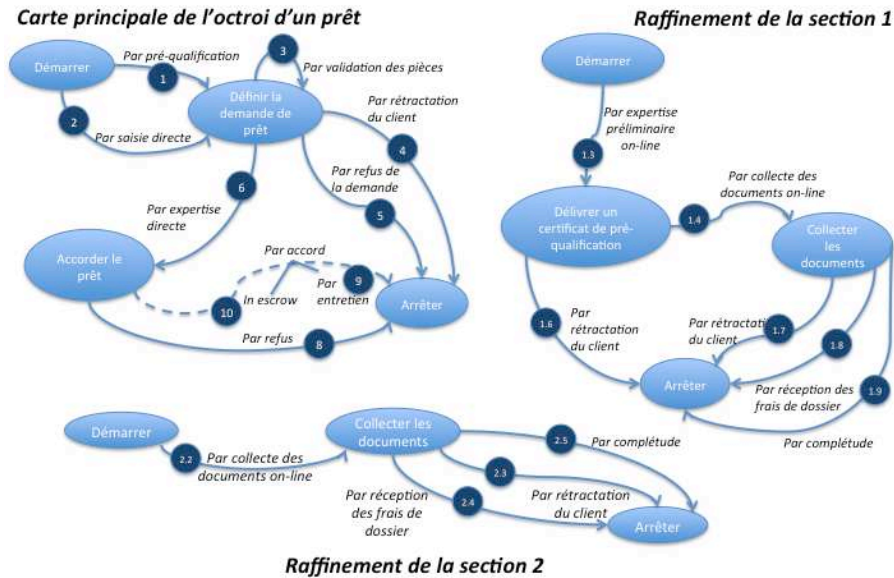 Carte principale de l'octroi d'un prêt
Démarrer
Par pré-qualification
1
3
Par validation des pièces
2
Définir la
demande de
prêt
Par saisie directe
Par rétractation
du client
4
6
Par refus de
la demande
5
Par expertise
directe
Accorder le
prêt
Par accord
9
10
In escrow
Par
entretien
Arrêter
Par refus
8
Raffinement de la section 1
Démarrer
Par expertise
préliminaire
on-line
1.3
Par collecte des
documents on-line
Délivrer un
certificat de pré-
qualification
1.4
Collecter
les
documents
1.6
Par
rétractation
du client
Par rétractation
du client
1.7
1.8
Arrêter
Par réception des
frais de dossier
1.9
Par complétude
Démarrer
2.2
Par collecte des
documents on-line
Collecter les
documents
2.5
Par complétude
2.3
2.4
Par réception
des frais de
dossier
Par rétractation
du client
Arrêter
Raffinement de la section 2